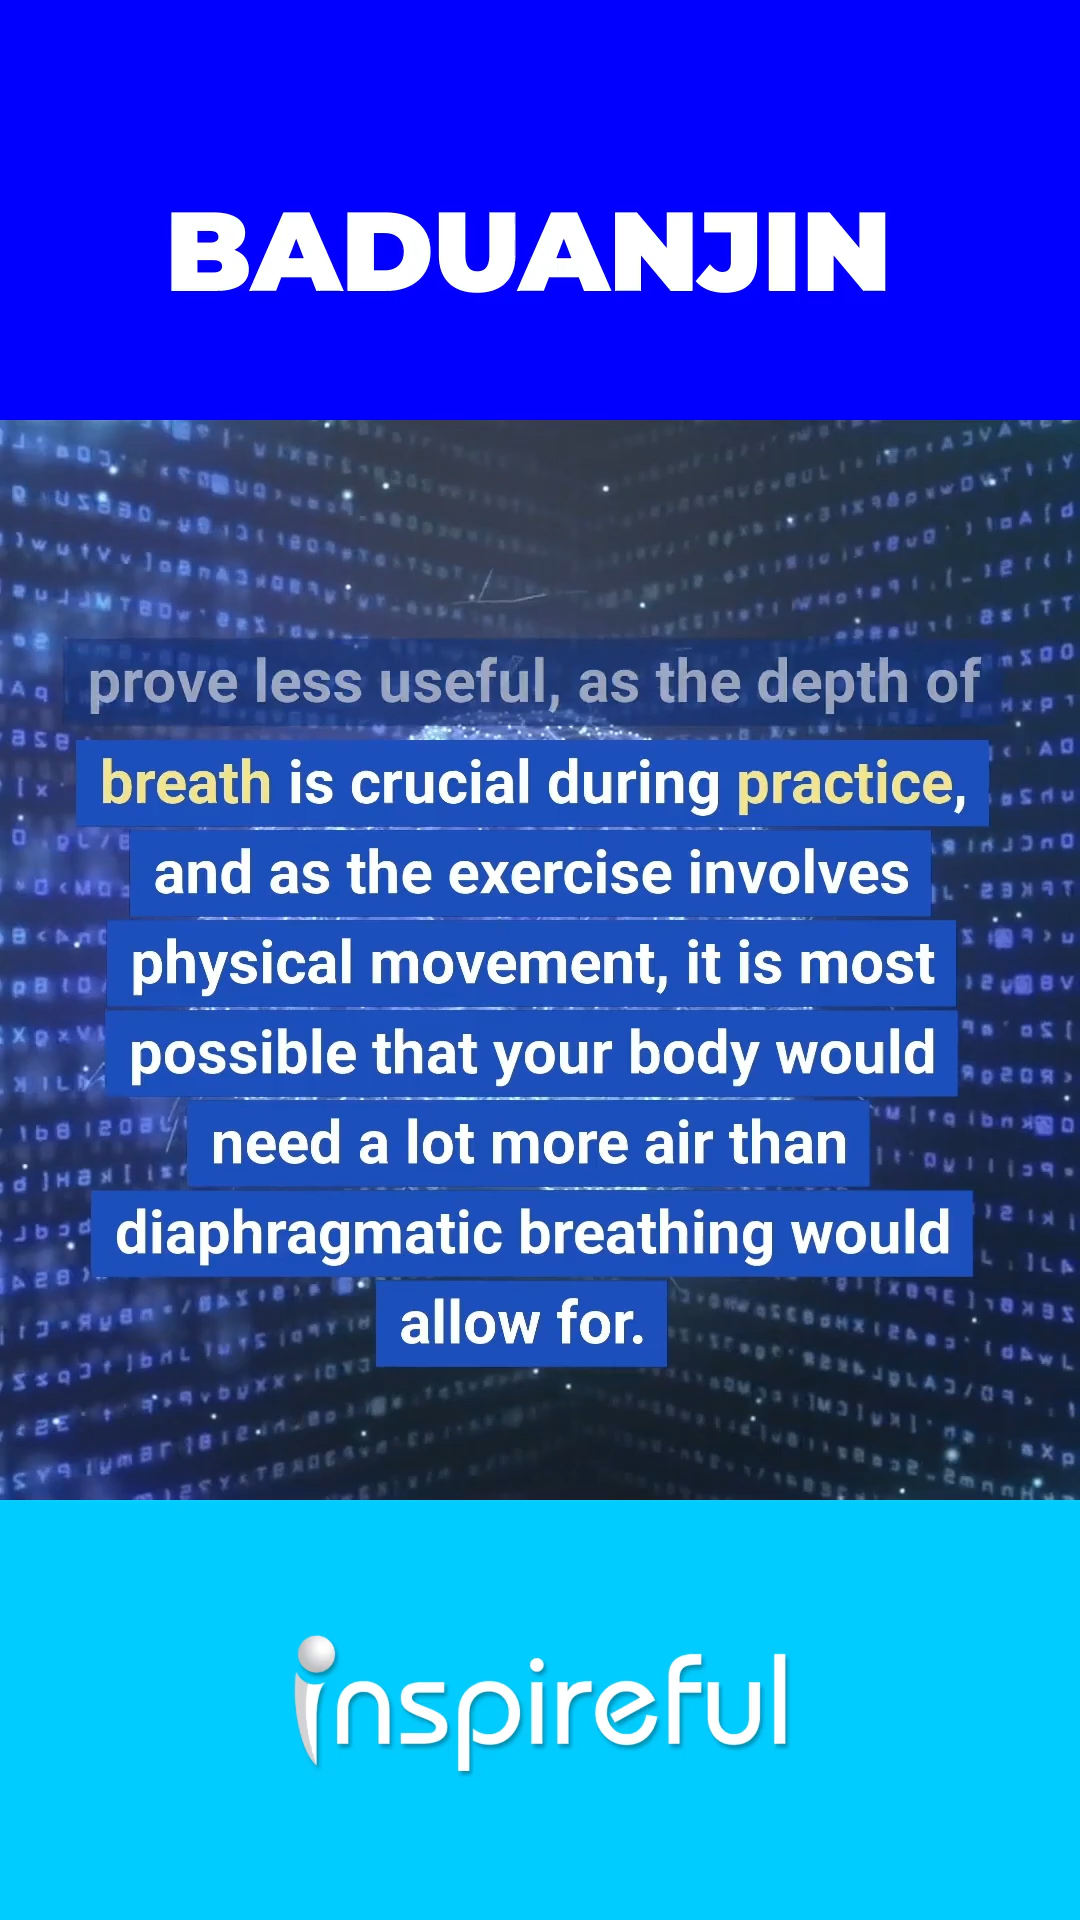 BADUANJIN
prove less useful, as the depth of
breath is crucial during practice,
and as the exercise involves
physical movement, it is most
possible that your body would
need a lot more air than
diaphragmatic breathing would
allow for.
inspireful